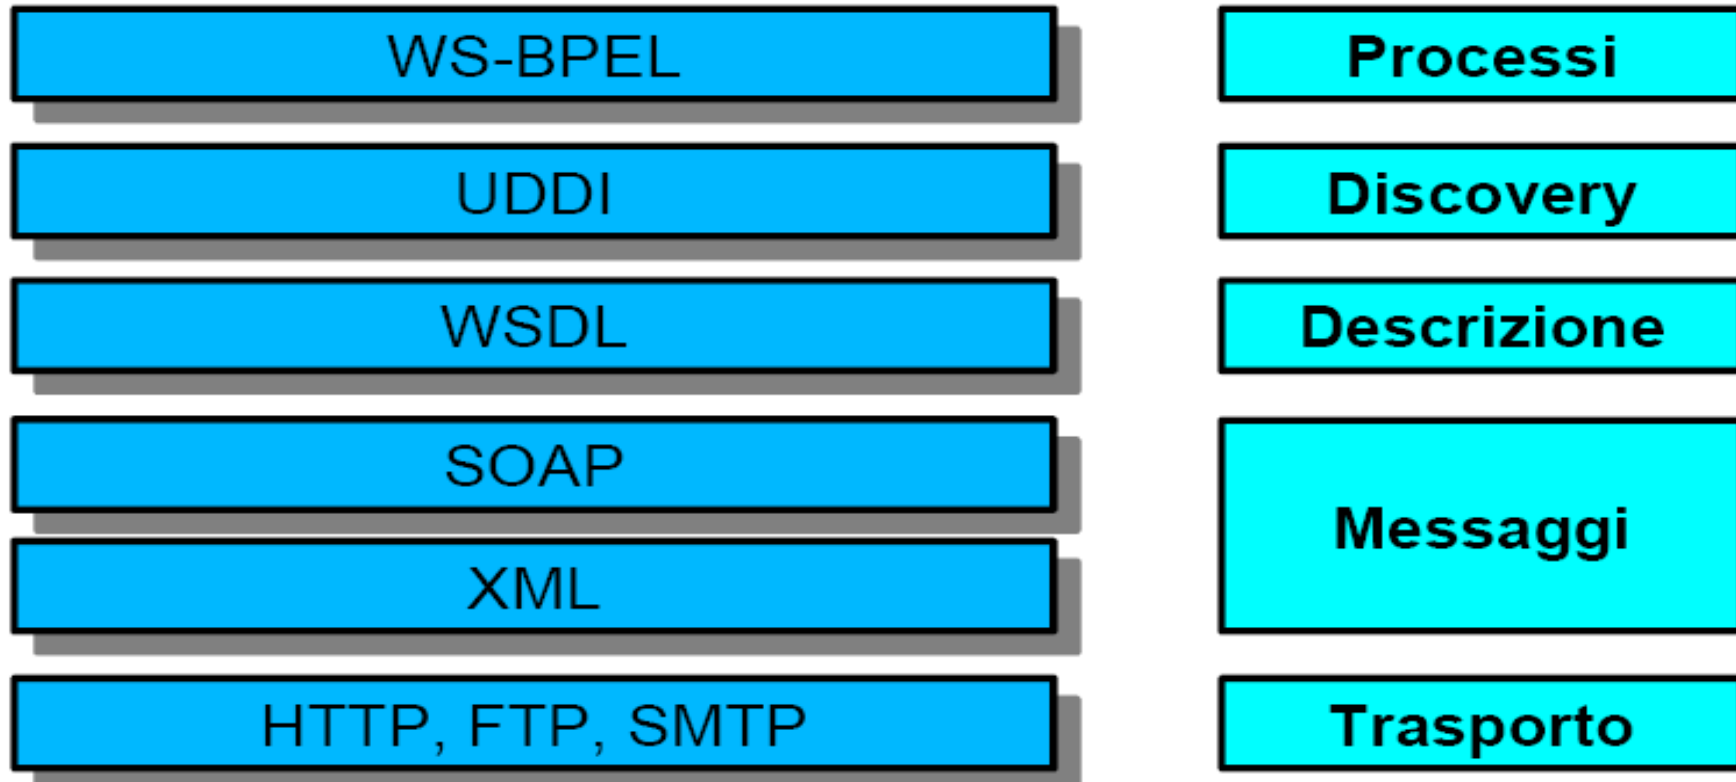 WS-BPEL
Processi
UDDI
Discovery
WSDL
Descrizione
SOAP
XML
Messaggi
HTTP, FTP, SMTP
Trasporto